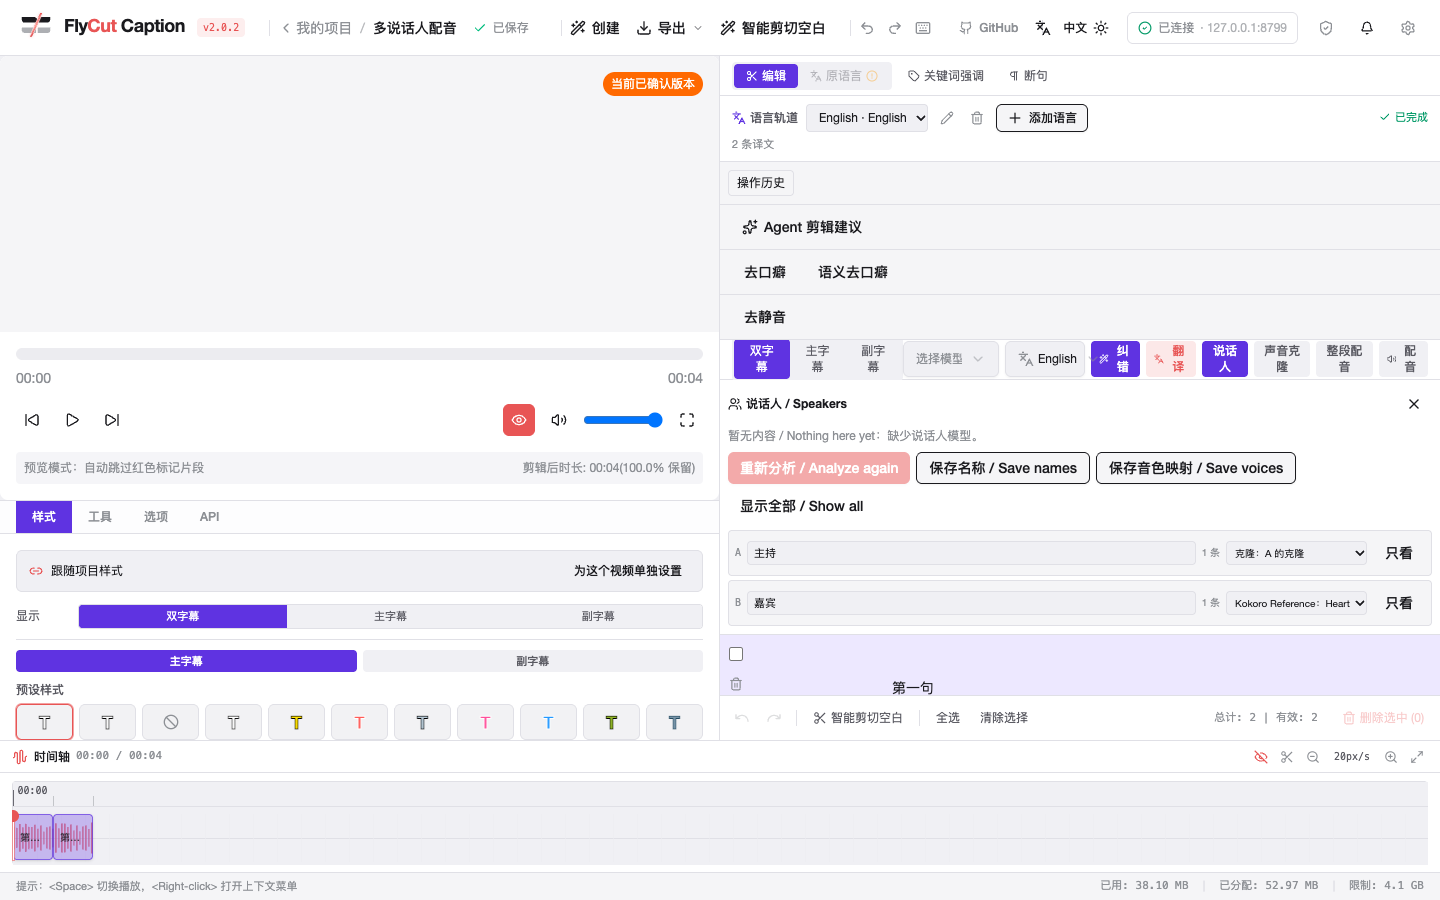 FlyCut Caption v2.0.2 我的项目 / 多说话人配音 已保存 创建 导出 智能剪切空白 GitHub 中文 已连接 · 127.0.0.1:8799
当前已确认版本
00:00 00:04
预览模式：自动跳过红色标记片段 剪辑后时长: 00:04(100.0% 保留)
样式 工具 选项 API
跟随项目样式 为这个视频单独设置
显示 双字幕 主字幕 副字幕
主字幕 副字幕
预设样式
T T T T T T T T T T
编辑 原语言 关键词强调 断句
语言轨道 English · English 添加语言 已完成
2 条译文
操作历史
Agent 剪辑建议
去口癖 语义去口癖
去静音
双字幕 主字幕 副字幕 选择模型 English 纠错 翻译 说话人 声音克隆 整段配音 配音
说话人 / Speakers
暂无内容 / Nothing here yet：缺少说话人模型。
重新分析 / Analyze again 保存名称 / Save names 保存音色映射 / Save voices
显示全部 / Show all
A 主持 1 条 克隆：A 的克隆 只看
B 嘉宾 1 条 Kokoro Reference：Heart 只看
第一句
智能剪切空白 全选 清除选择 总计: 2 | 有效: 2 删除选中 (0)
时间轴 00:00 / 00:04 20px/s
00:00
第... 第...
提示：<Space> 切换播放，<Right-click> 打开上下文菜单 已用: 38.10 MB 已分配: 52.97 MB 限制: 4.1 GB